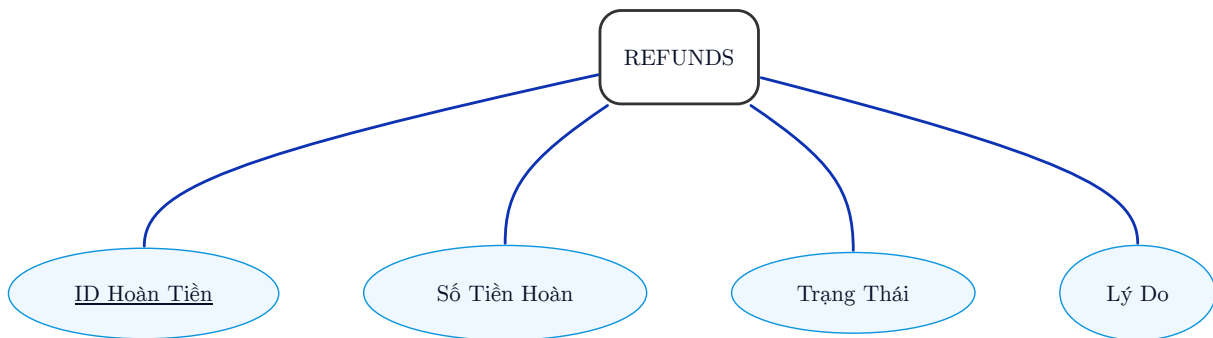 REFUNDS
ID Hoàn Tiền
Số Tiền Hoàn
Trạng Thái
Lý Do